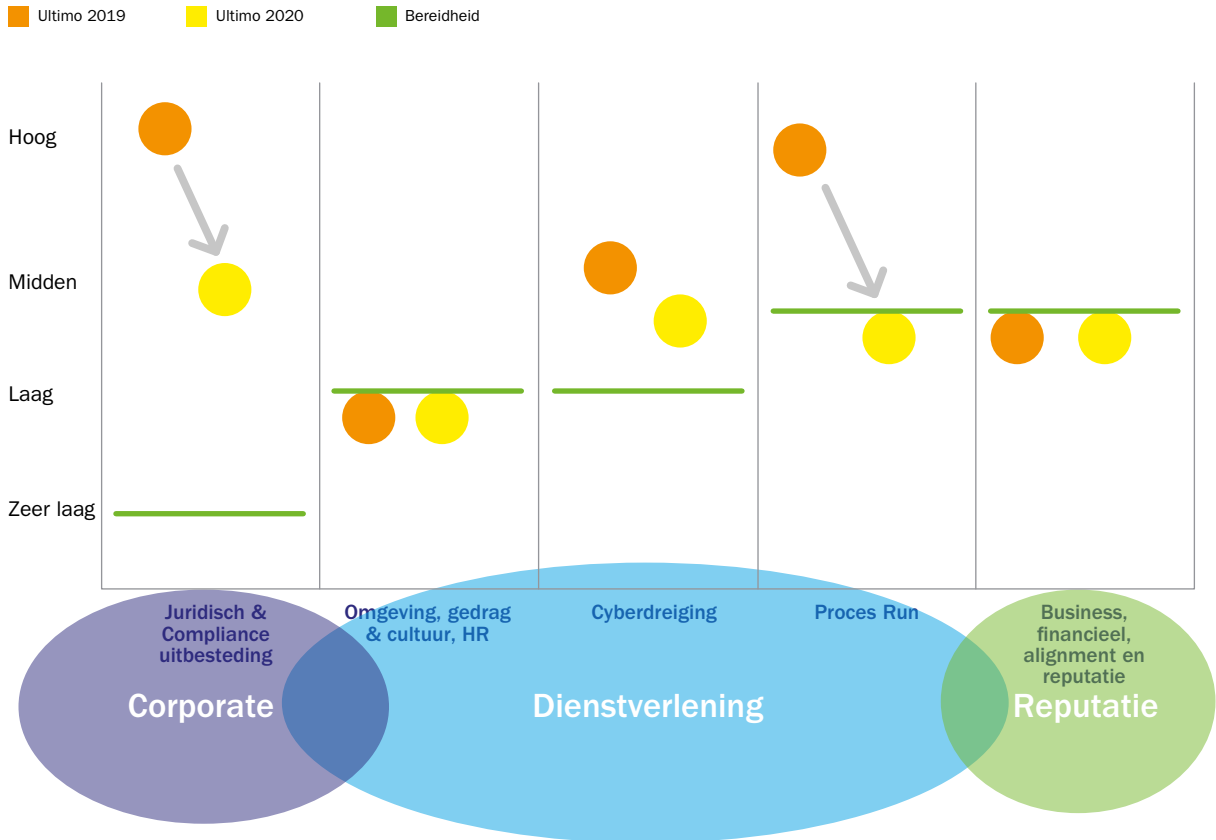 Ultimo 2019
Ultimo 2020
Bereidheid
Hoog
Midden
Laag
Zeer laag
Juridisch &
Compliance
uitbesteding
Omgeving, gedrag
& cultuur, HR
Cyberdreiging
Proces Run
Business,
financieel,
alignment en
reputatie
Corporate
Dienstverlening
Reputatie